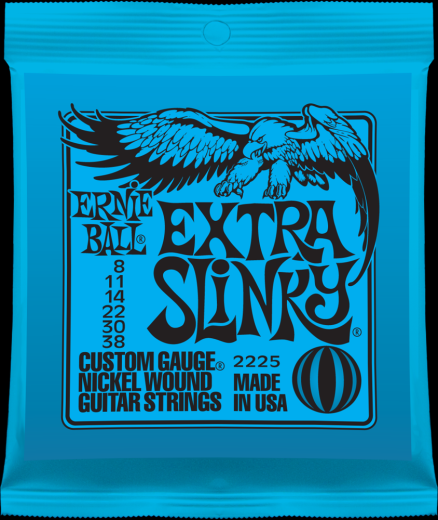 ERNIE
BALL®
EXTRA
SLINKY®
8
11
14
22
30
38
CUSTOM GAUGE®
NICKEL WOUND
GUITAR STRINGS
2225
MADE
IN USA